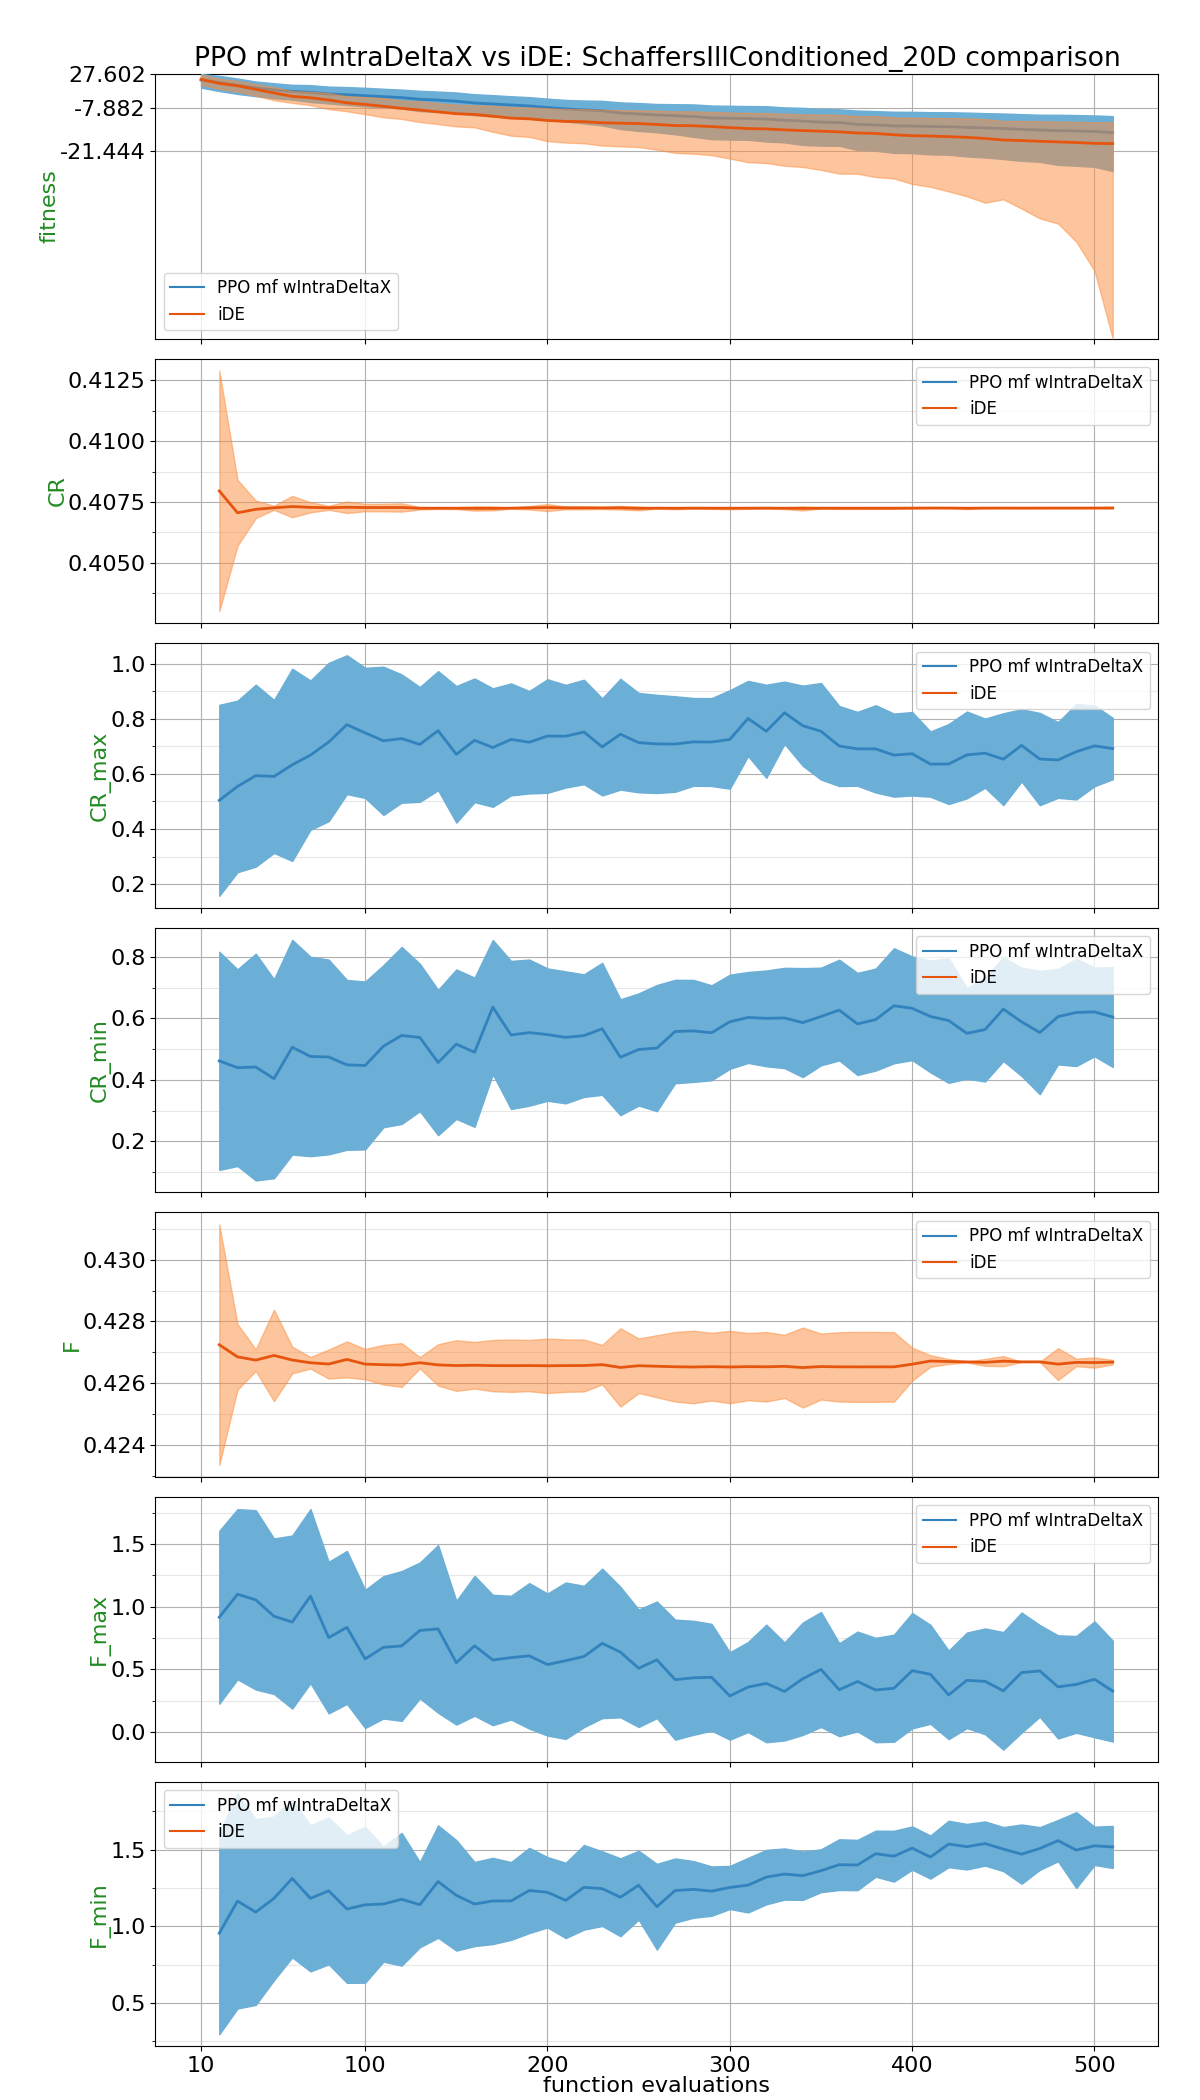 PPO mf wIntraDeltaX vs iDE: SchaffersIllConditioned_20D comparison
27.602
-7.882
-21.444
fitness
PPO mf wIntraDeltaX
iDE
0.4125
0.4100
0.4075
0.4050
CR
PPO mf wIntraDeltaX
iDE
1.0
0.8
0.6
0.4
0.2
CR_max
PPO mf wIntraDeltaX
iDE
0.8
0.6
0.4
0.2
CR_min
PPO mf wIntraDeltaX
iDE
0.430
0.428
0.426
0.424
F
PPO mf wIntraDeltaX
iDE
1.5
1.0
0.5
0.0
F_max
PPO mf wIntraDeltaX
iDE
1.5
1.0
0.5
F_min
PPO mf wIntraDeltaX
iDE
10 100 200 300 400 500
function evaluations